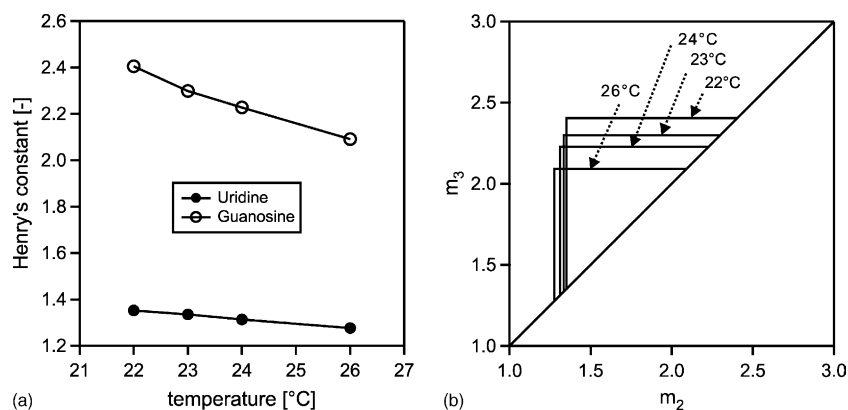 2.6
2.4
2.2
2.0
1.8
1.6
1.4
1.2
Henry's constant [-]
Uridine
Guanosine
21 22 23 24 25 26 27
temperature [°C]
(a)
3.0
2.5
2.0
1.5
1.0
m3
24°C
23°C
26°C
22°C
1.0 1.5 2.0 2.5 3.0
m2
(b)